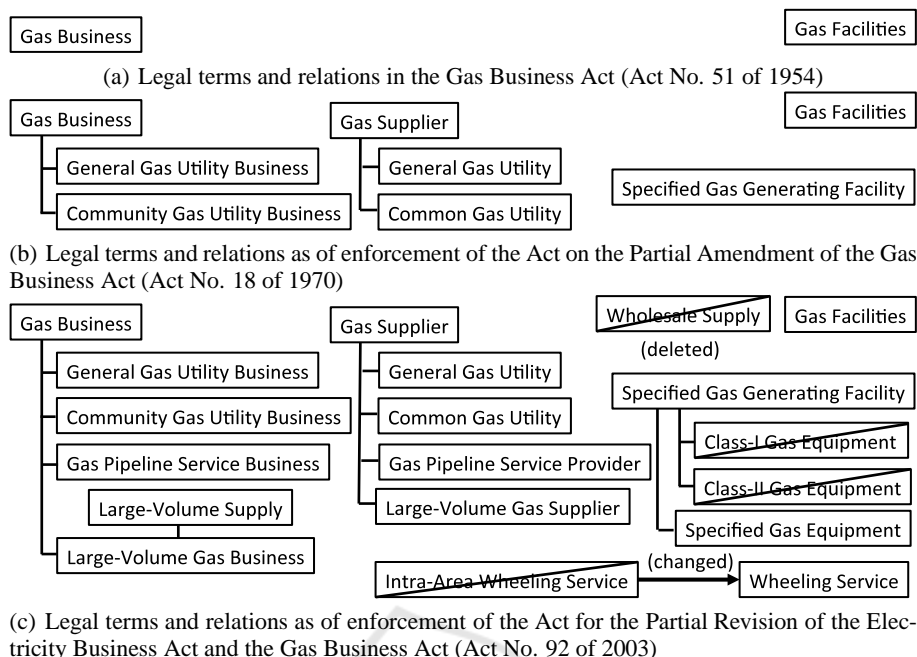 Gas Business
Gas Facilities
(a) Legal terms and relations in the Gas Business Act (Act No. 51 of 1954)
Gas Business
Gas Supplier
Gas Facilities
General Gas Utility Business
General Gas Utility
Specified Gas Generating Facility
Community Gas Utility Business
Common Gas Utility
(b) Legal terms and relations as of enforcement of the Act on the Partial Amendment of the Gas
Business Act (Act No. 18 of 1970)
Gas Business
Gas Supplier
Wholesale Supply
Gas Facilities
(deleted)
General Gas Utility Business
General Gas Utility
Specified Gas Generating Facility
Community Gas Utility Business
Common Gas Utility
Class-I Gas Equipment
Gas Pipeline Service Business
Gas Pipeline Service Provider
Class-II Gas Equipment
Large-Volume Supply
Large-Volume Gas Supplier
Specified Gas Equipment
Large-Volume Gas Business
(changed)
Intra-Area Wheeling Service
Wheeling Service
(c) Legal terms and relations as of enforcement of the Act for the Partial Revision of the Elec-
tricity Business Act and the Gas Business Act (Act No. 92 of 2003)